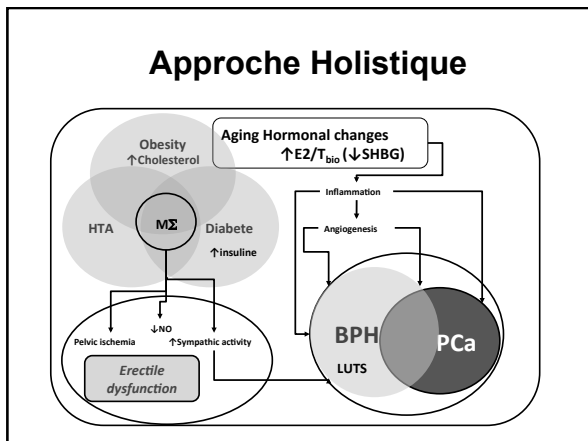 Approche Holistique
Obesity
↑Cholesterol
HTA
MΣ
Diabete
↑insuline
Aging Hormonal changes
↑E2/Tbio (↓SHBG)
Inflammation
Angiogenesis
↓NO
Pelvic ischemia
↑Sympathic activity
Erectile
dysfunction
BPH
LUTS
PCa